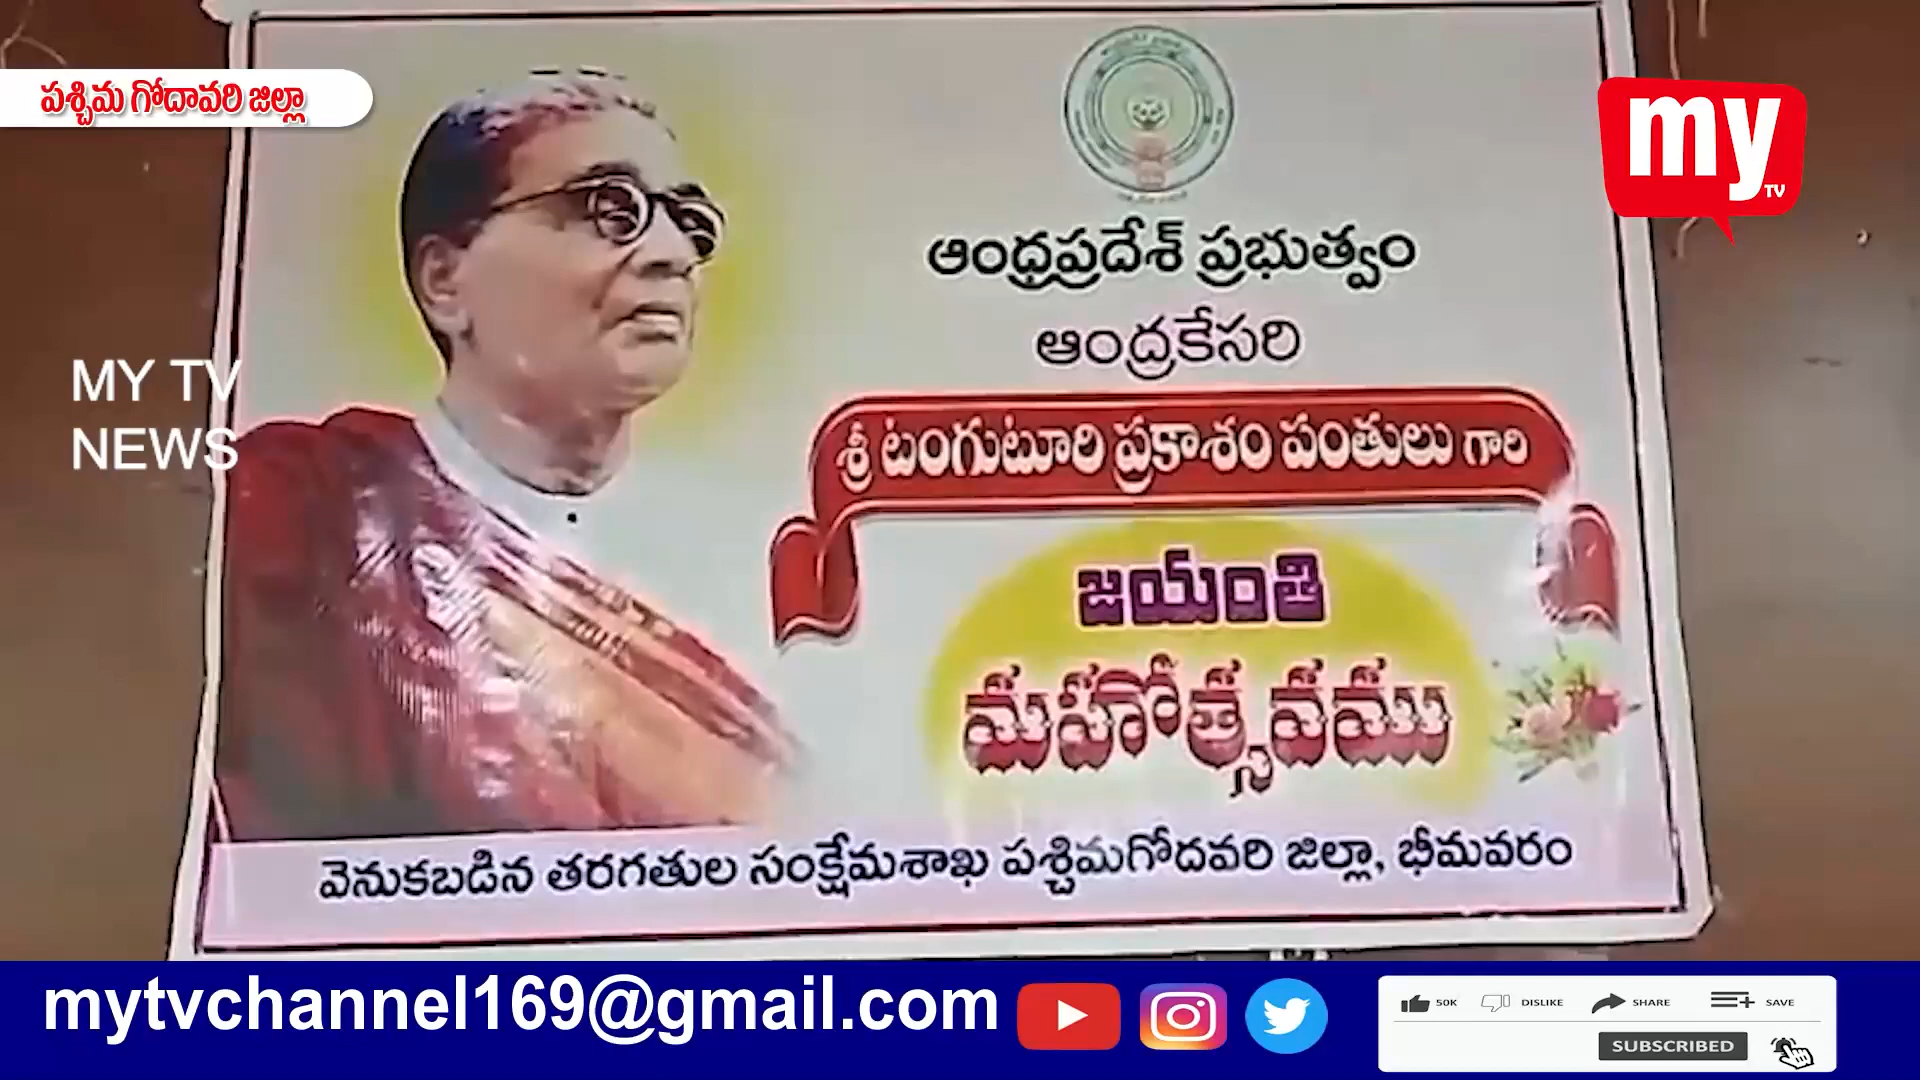 పశ్చిమ గోదావరి జిల్లా
my
TV
MY TV
NEWS
ఆంధ్రప్రదేశ్ ప్రభుత్వం
ఆంద్రకేసరి
శ్రీ టంగుటూరి ప్రకాశం పంతులు గారి
జయంతి
మహోత్సవము
వెనుకబడిన తరగతుల సంక్షేమశాఖ పశ్చిమగోదవరి జిల్లా, భీమవరం
mytvchannel169@gmail.com
50K DISLIKE SHARE SAVE
SUBSCRIBED